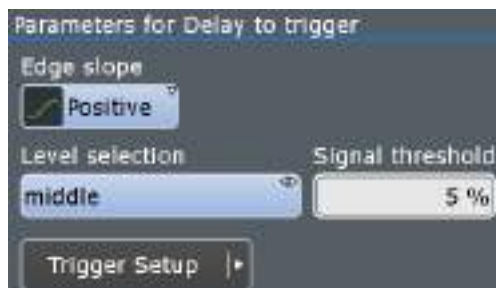 Parameters for Delay to trigger
Edge slope
Positive
Level selection Signal threshold
middle 5 %
Trigger Setup